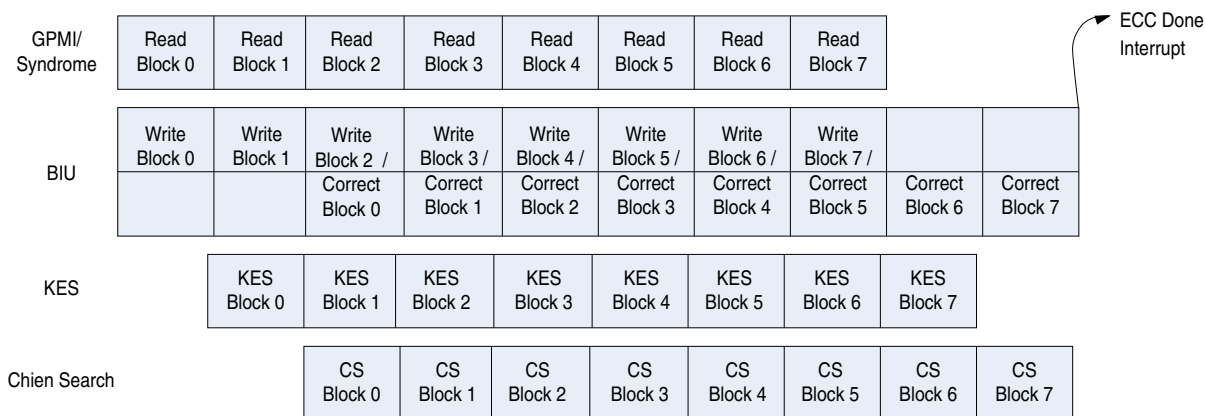 GPMI/
Syndrome
Read
Block 0
Read
Block 1
Read
Block 2
Read
Block 3
Read
Block 4
Read
Block 5
Read
Block 6
Read
Block 7
ECC Done
Interrupt
BIU
Write
Block 0
Write
Block 1
Write
Block 2 /
Correct
Block 0
Write
Block 3 /
Correct
Block 1
Write
Block 4 /
Correct
Block 2
Write
Block 5 /
Correct
Block 3
Write
Block 6 /
Correct
Block 4
Write
Block 7 /
Correct
Block 5
Correct
Block 6
Correct
Block 7
KES
KES
Block 0
KES
Block 1
KES
Block 2
KES
Block 3
KES
Block 4
KES
Block 5
KES
Block 6
KES
Block 7
Chien Search
CS
Block 0
CS
Block 1
CS
Block 2
CS
Block 3
CS
Block 4
CS
Block 5
CS
Block 6
CS
Block 7